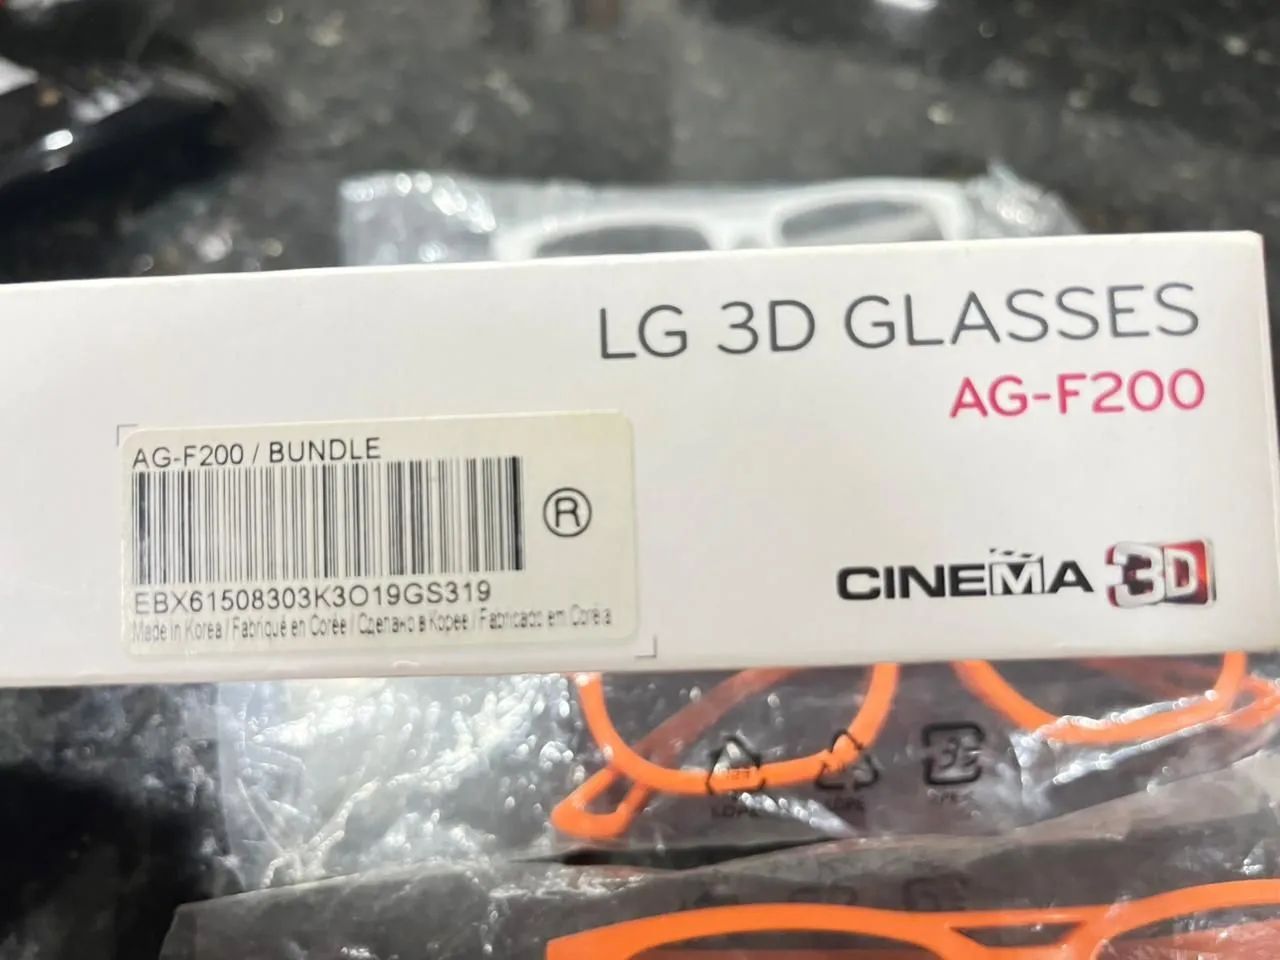 LG 3D GLASSES
AG-F200
AG-F200 / BUNDLE
R
EBX61508303K3O19GS319
Made in Korea / Fabriqué en Corée / Сделано в Корее / Fabricado em Coréia
CINEMA 3D